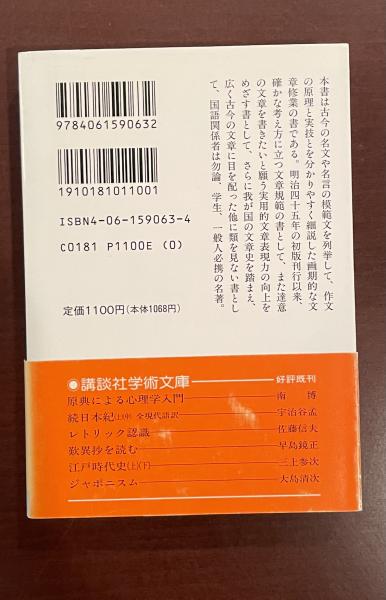 9784061590632
1910181011001
ISBN4-06-159063-4
C0181 P1100E (0)
定価1100円(本体1068円)
本書は古今の名文や名言の模範文を列挙して、作文
の原理と実技とを分かりやすく細説した画期的な文
章修業の書である。明治四十五年の初版刊行以来、
確かな考え方に立つ文章規範の書として、また達意
の文章を書きたいと願う実用的文章表現力の向上を
めざす書として、さらに我が国の文章史を踏まえ、
広く古今の文章に目を配った他に類を見ない書とし
て、国語関係者は勿論、学生、一般人必携の名著。
●講談社学術文庫 好評既刊
原典による心理学入門 南 博
続日本紀(上)(中) 全現代語訳 宇治谷孟
レトリック認識 佐藤信夫
歎異抄を読む 早島鏡正
江戸時代史(上)(下) 三上参次
ジャポニスム 大島清次